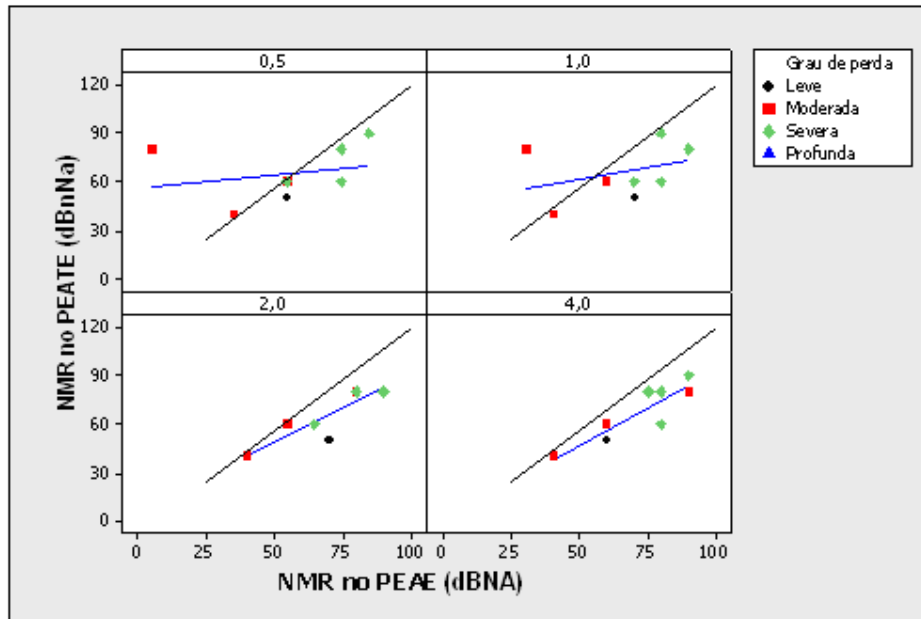 0,5
1,0
2,0
4,0
120
90
60
30
0
120
90
60
30
0
0 25 50 75 100 0 25 50 75 100
NMR no PEATE (dBnNa)
NMR no PEAE (dBNA)
Grau de perda
Leve
Moderada
Severa
Profunda